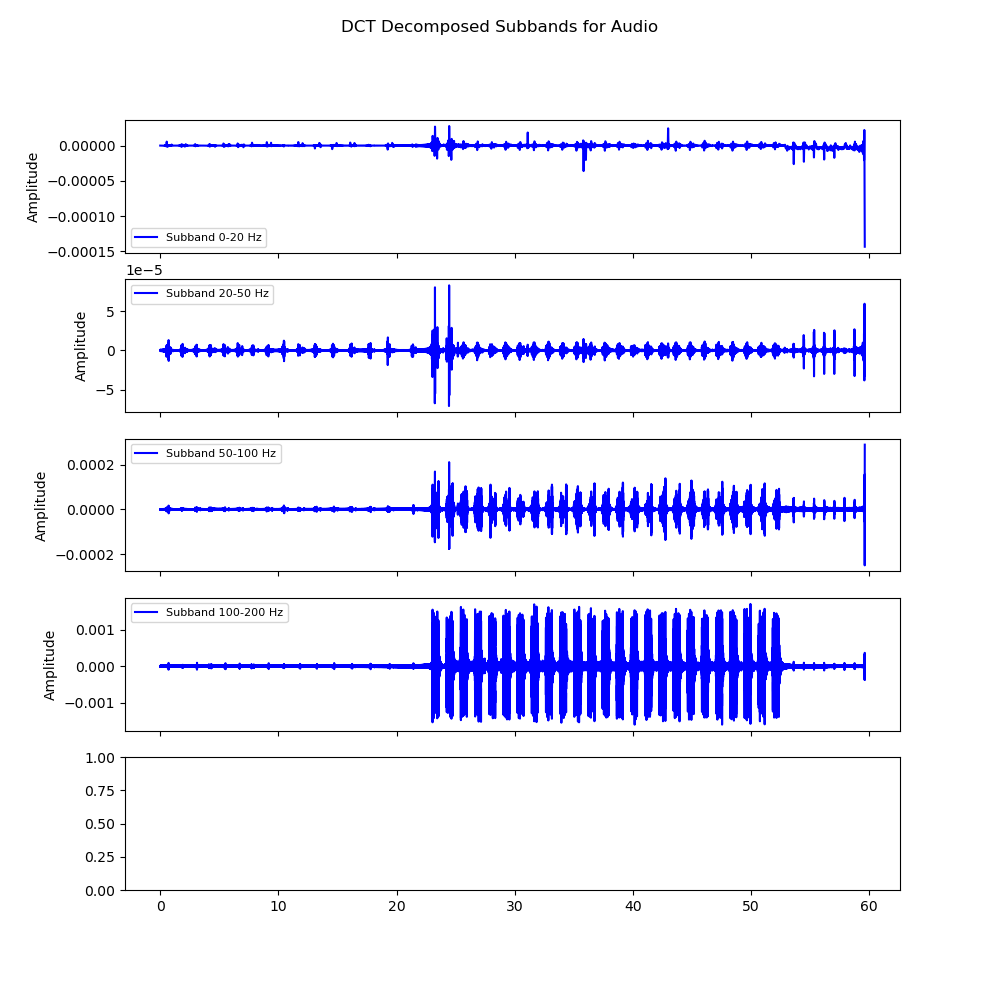 DCT Decomposed Subbands for Audio
0.00000
−0.00005
−0.00010
−0.00015
Amplitude
Subband 0-20 Hz
1e−5
5
0
−5
Amplitude
Subband 20-50 Hz
0.0002
0.0000
−0.0002
Amplitude
Subband 50-100 Hz
0.001
0.000
−0.001
Amplitude
Subband 100-200 Hz
1.00
0.75
0.50
0.25
0.00
0 10 20 30 40 50 60